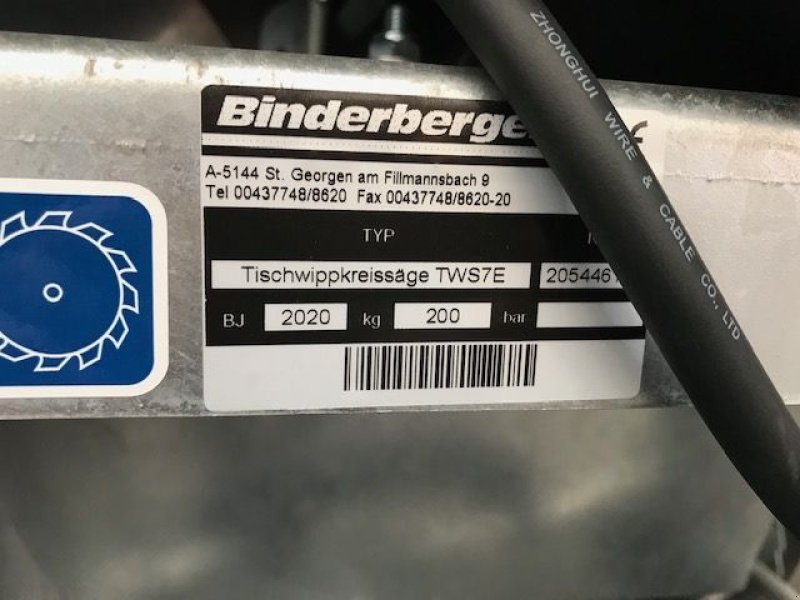 Binderberge
A-5144 St. Georgen am Fillmannsbach 9
Tel 00437748/8620 Fax 00437748/8620-20
TYP
Tischwippkreissäge TWS7E 2054461
BJ 2020 kg 200 bar
ZHONGHUI WIRE & CABLE CO., LTD